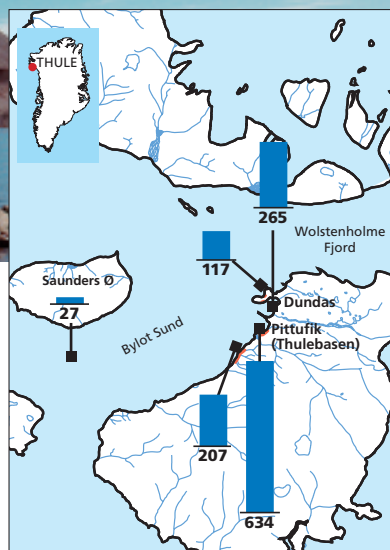 THULE
265
Wolstenholme
Fjord
117
Saunders Ø
27
Dundas
Bylot Sund
Pittufik
(Thulebasen)
207
634